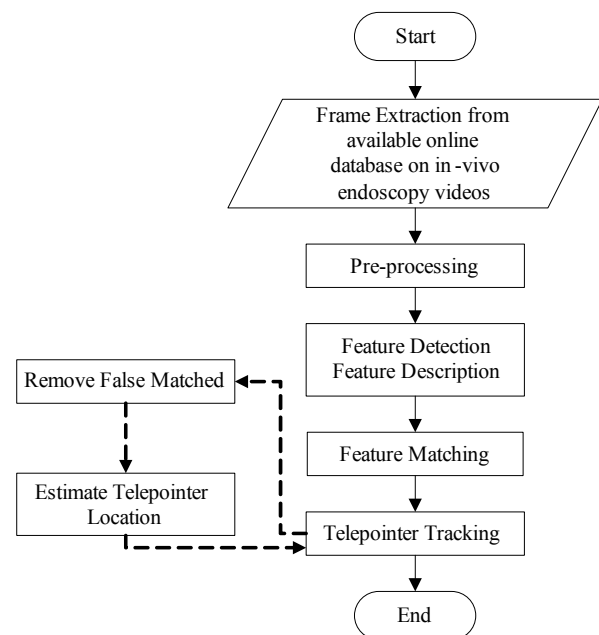 Start
Frame Extraction from
available online
database on in -vivo
endoscopy videos
Pre-processing
Feature Detection
Feature Description
Remove False Matched
Feature Matching
Estimate Telepointer
Location
Telepointer Tracking
End